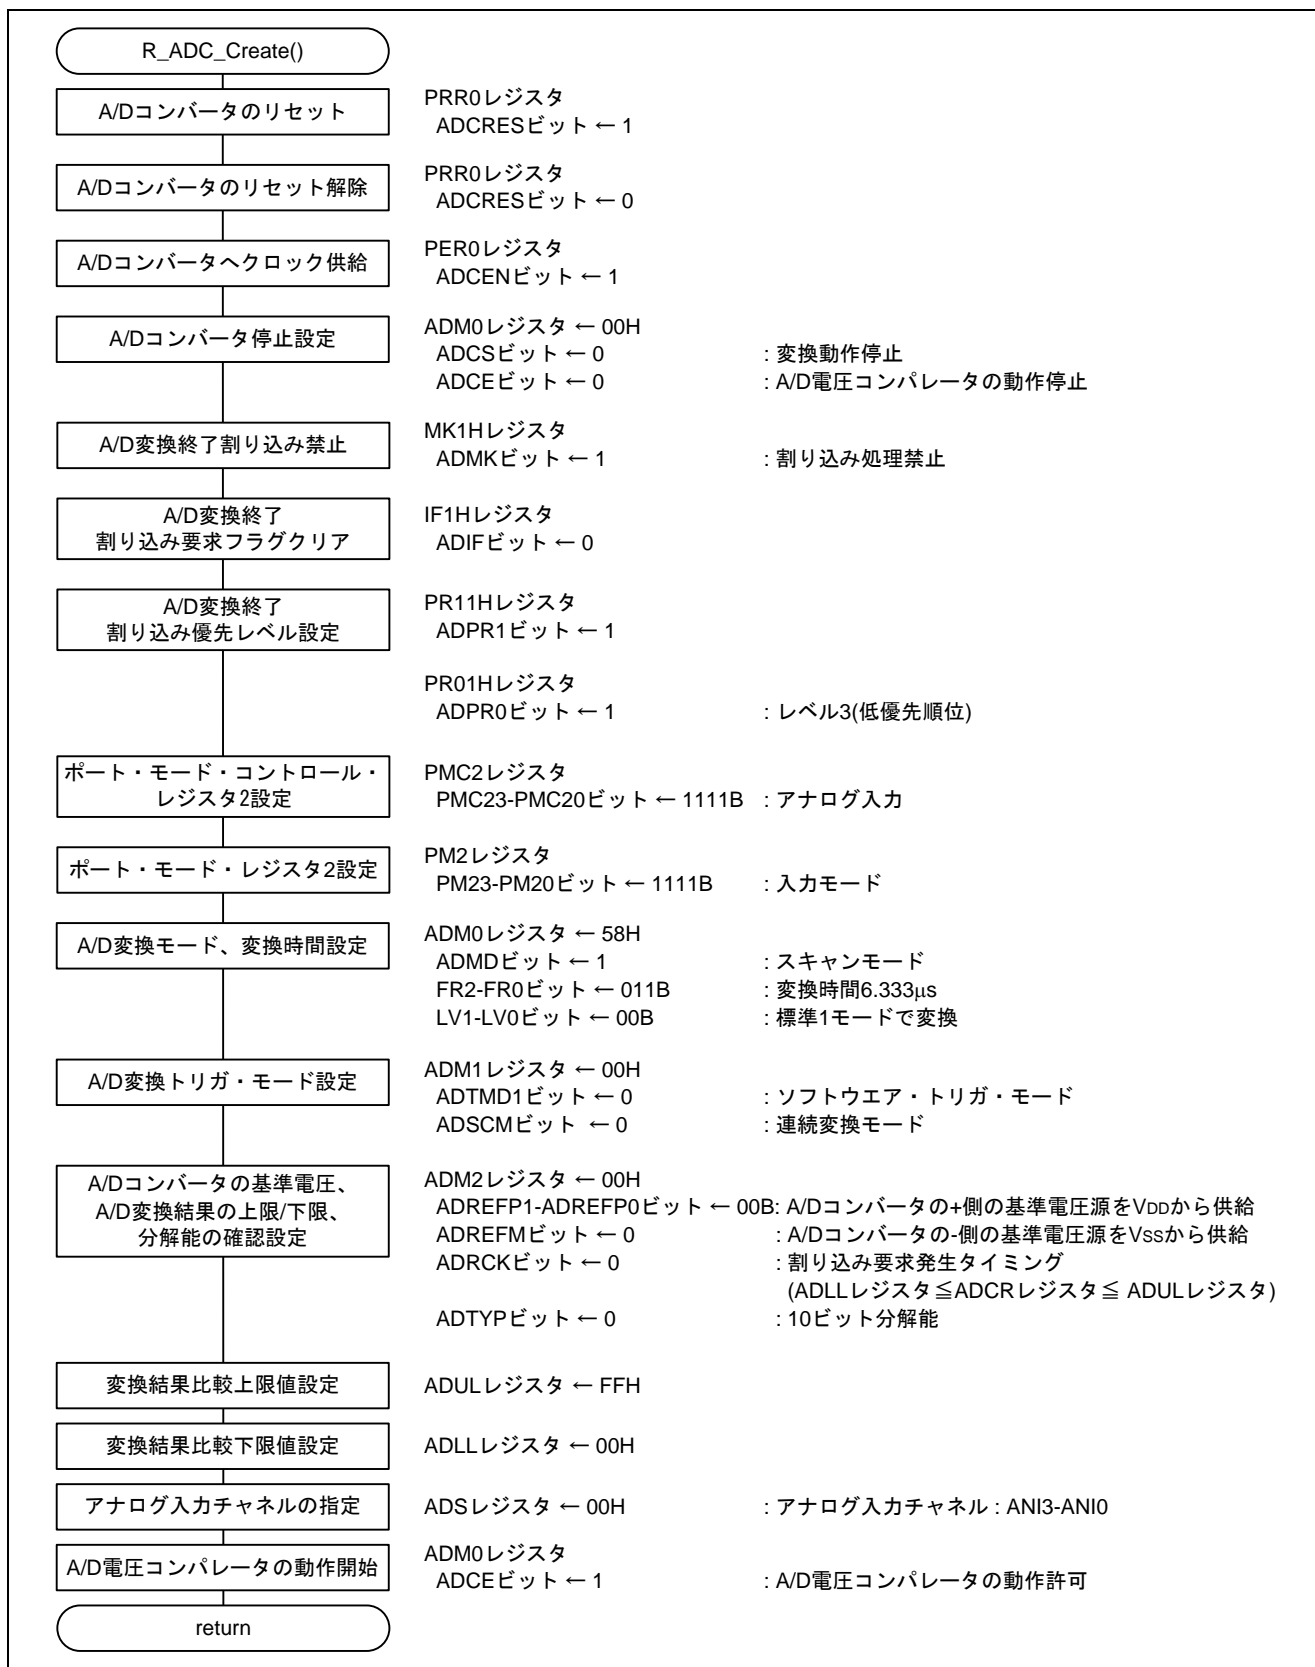 R_ADC_Create()
A/Dコンバータのリセット
PRR0レジスタ
ADCRESビット ← 1
A/Dコンバータのリセット解除
PRR0レジスタ
ADCRESビット ← 0
A/Dコンバータへクロック供給
PER0レジスタ
ADCENビット ← 1
A/Dコンバータ停止設定
ADM0レジスタ ← 00H
ADCSビット ← 0 : 変換動作停止
ADCEビット ← 0 : A/D電圧コンパレータの動作停止
A/D変換終了割り込み禁止
MK1Hレジスタ
ADMKビット ← 1 : 割り込み処理禁止
A/D変換終了
割り込み要求フラグクリア
IF1Hレジスタ
ADIFビット ← 0
A/D変換終了
割り込み優先レベル設定
PR11Hレジスタ
ADPR1ビット ← 1
PR01Hレジスタ
ADPR0ビット ← 1 : レベル3(低優先順位)
ポート・モード・コントロール・
レジスタ2設定
PMC2レジスタ
PMC23-PMC20ビット ← 1111B : アナログ入力
ポート・モード・レジスタ2設定
PM2レジスタ
PM23-PM20ビット ← 1111B : 入力モード
A/D変換モード、変換時間設定
ADM0レジスタ ← 58H
ADMDビット ← 1 : スキャンモード
FR2-FR0ビット ← 011B : 変換時間6.333μs
LV1-LV0ビット ← 00B : 標準1モードで変換
A/D変換トリガ・モード設定
ADM1レジスタ ← 00H
ADTMD1ビット ← 0 : ソフトウエア・トリガ・モード
ADSCMビット ← 0 : 連続変換モード
A/Dコンバータの基準電圧、
A/D変換結果の上限/下限、
分解能の確認設定
ADM2レジスタ ← 00H
ADREFP1-ADREFP0ビット ← 00B: A/Dコンバータの+側の基準電圧源をVDDから供給
ADREFMビット ← 0 : A/Dコンバータの-側の基準電圧源をVssから供給
ADRCKビット ← 0 : 割り込み要求発生タイミング
(ADLLレジスタ≦ADCRレジスタ≦ ADULレジスタ)
ADTYPビット ← 0 : 10ビット分解能
変換結果比較上限値設定
ADULレジスタ ← FFH
変換結果比較下限値設定
ADLLレジスタ ← 00H
アナログ入力チャネルの指定
ADSレジスタ ← 00H : アナログ入力チャネル : ANI3-ANI0
A/D電圧コンパレータの動作開始
ADM0レジスタ
ADCEビット ← 1 : A/D電圧コンパレータの動作許可
return